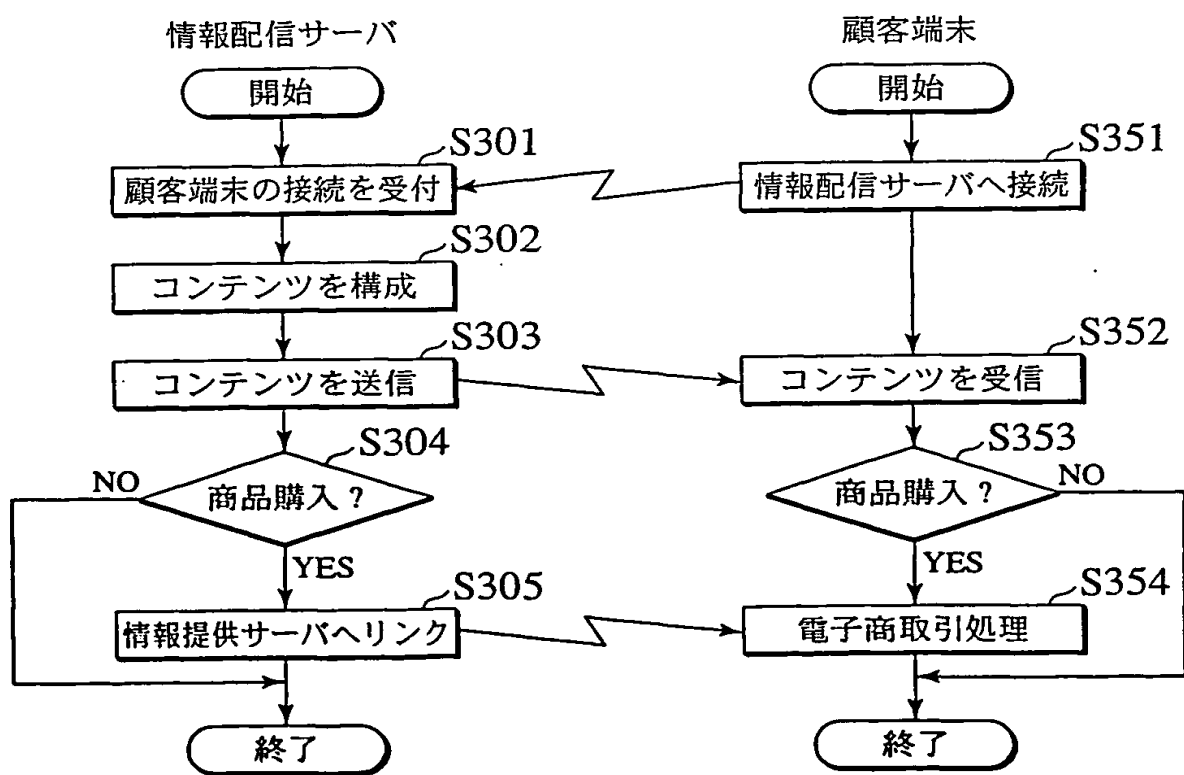 情報配信サーバ
顧客端末
開始
開始
S301
S351
顧客端末の接続を受付
情報配信サーバへ接続
S302
コンテンツを構成
S303
S352
コンテンツを送信
コンテンツを受信
S304
S353
NO
商品購入？
商品購入？
NO
YES
YES
S305
S354
情報提供サーバへリンク
電子商取引処理
終了
終了